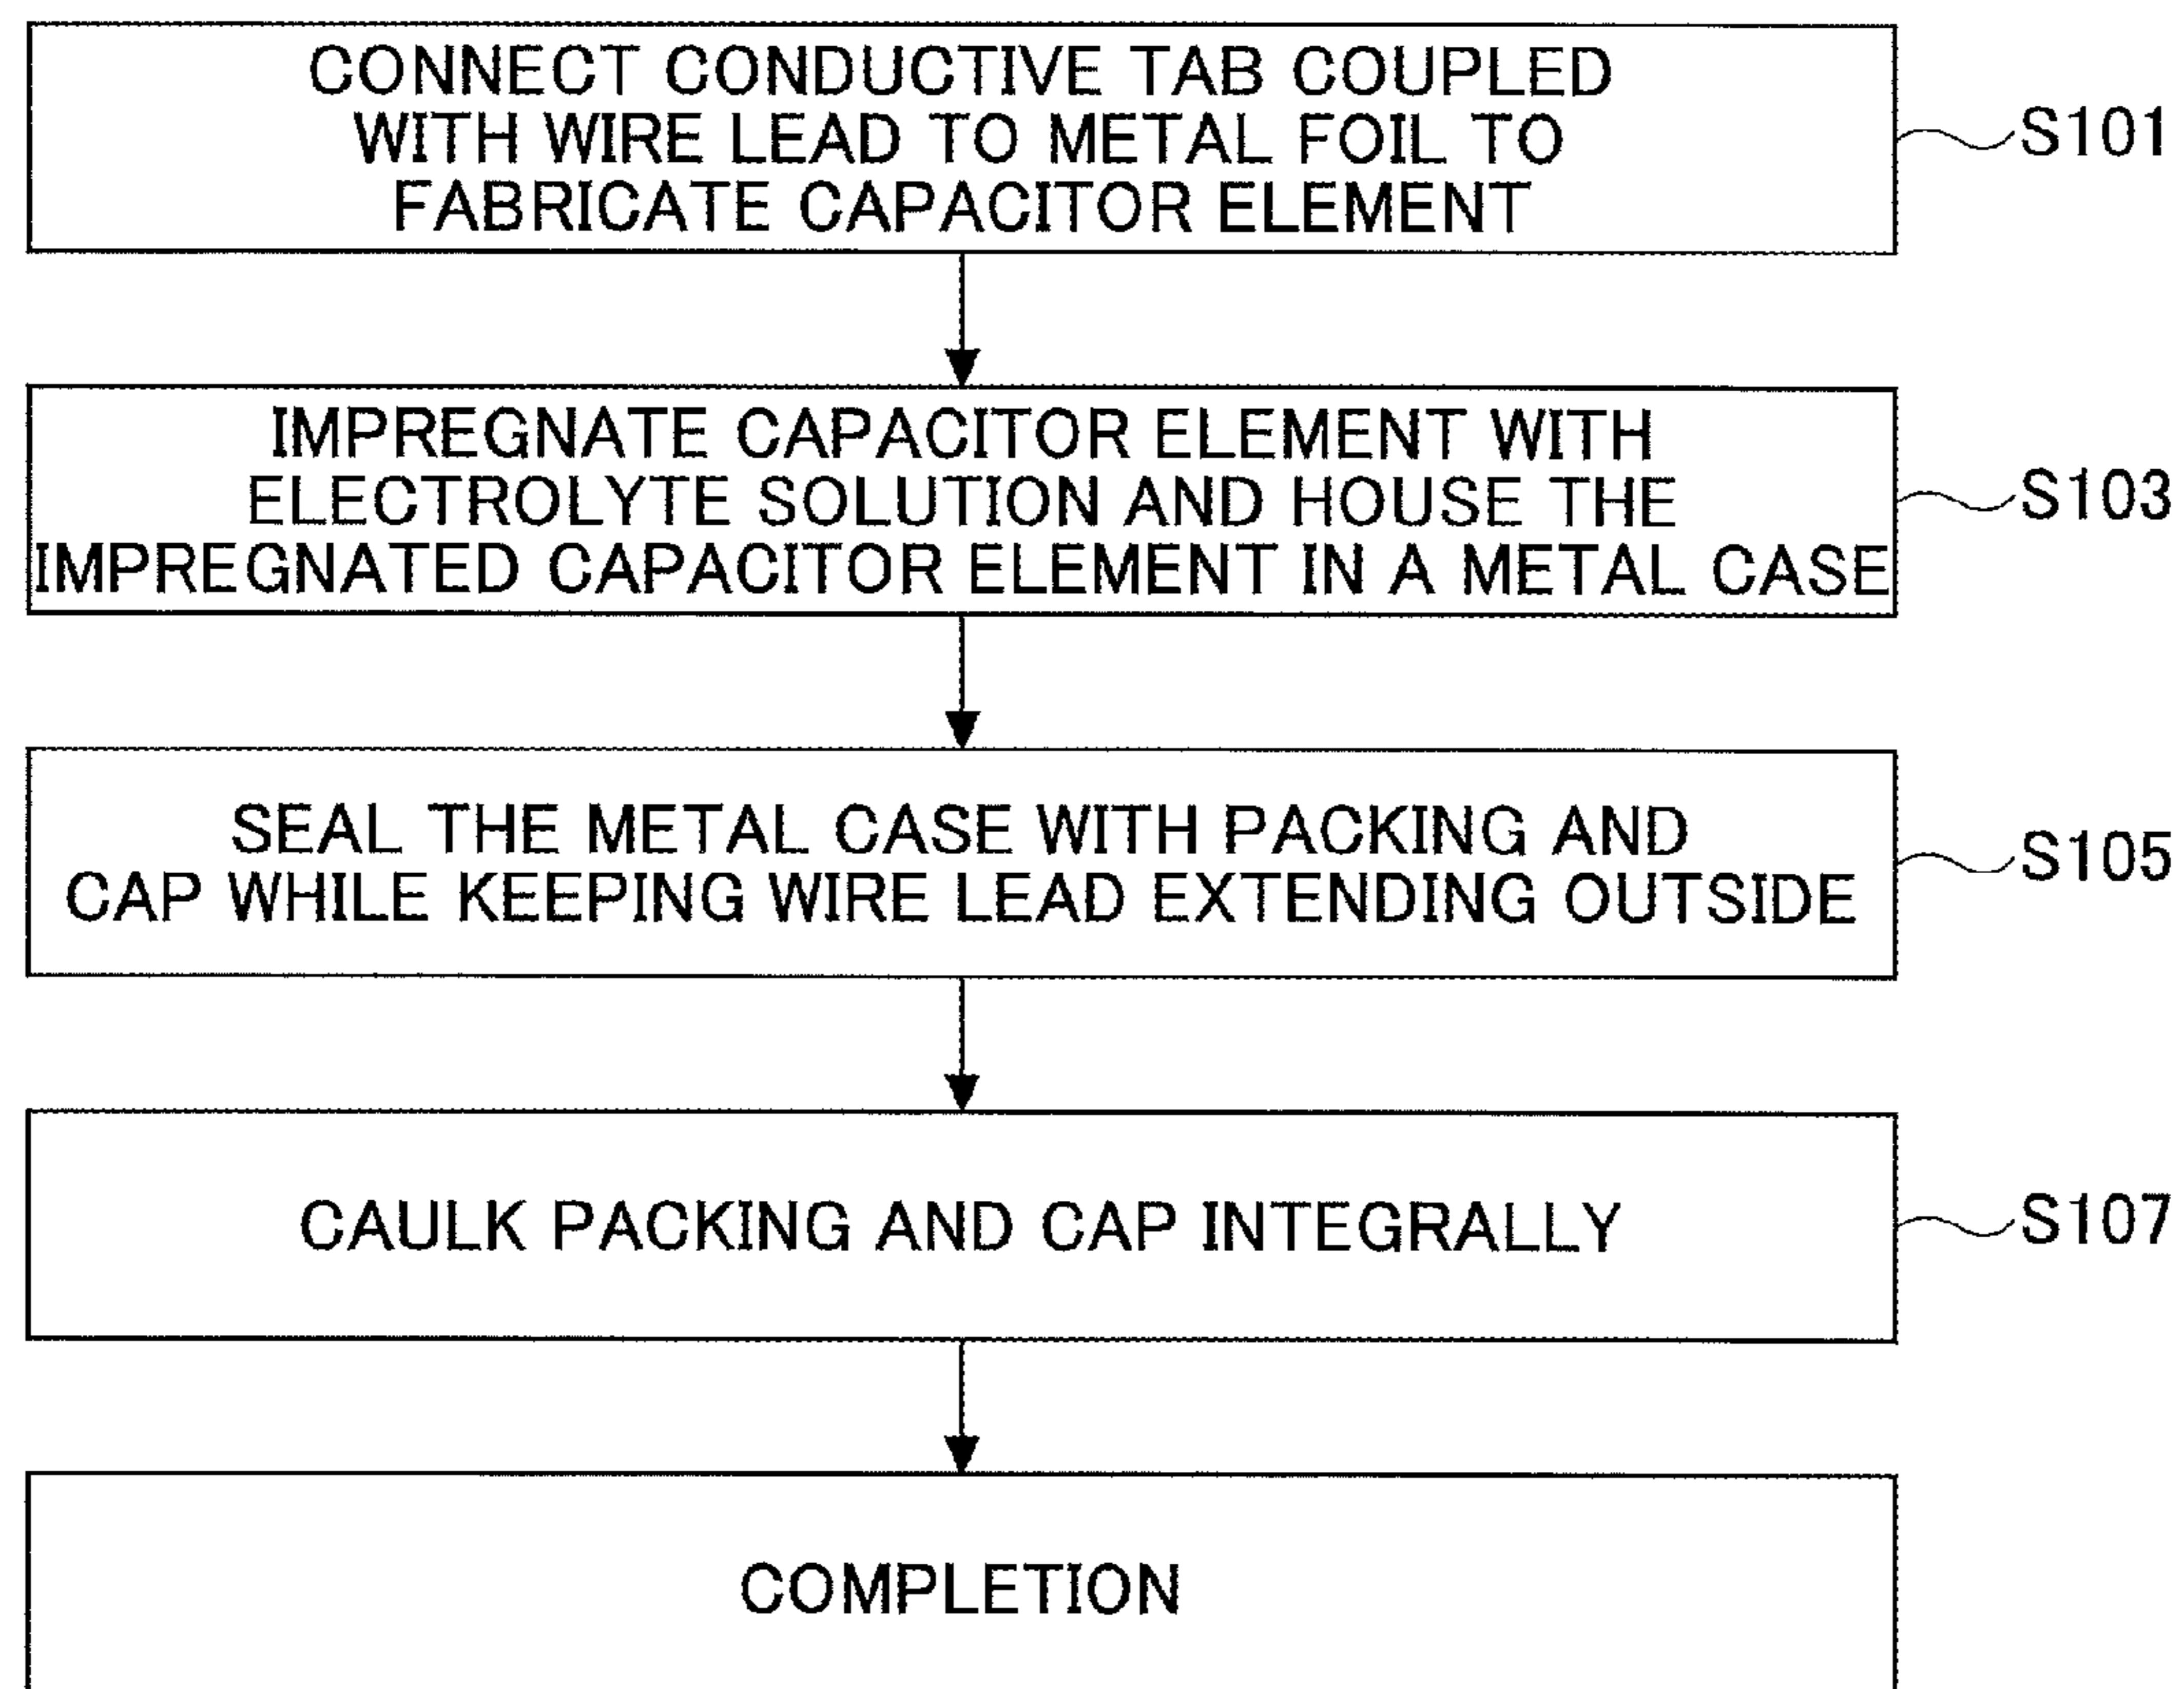 CONNECT CONDUCTIVE TAB COUPLED
WITH WIRE LEAD TO METAL FOIL TO
FABRICATE CAPACITOR ELEMENT
S101
IMPREGNATE CAPACITOR ELEMENT WITH
ELECTROLYTE SOLUTION AND HOUSE THE
IMPREGNATED CAPACITOR ELEMENT IN A METAL CASE
S103
SEAL THE METAL CASE WITH PACKING AND
CAP WHILE KEEPING WIRE LEAD EXTENDING OUTSIDE
S105
CAULK PACKING AND CAP INTEGRALLY
S107
COMPLETION